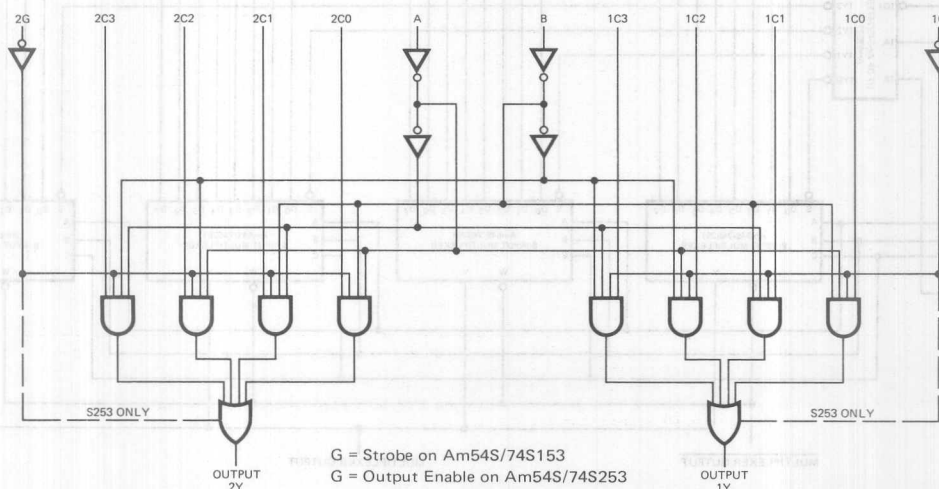 2G 2C3 2C2 2C1 2C0 A B 1C3 1C2 1C1 1C0
S253 ONLY S253 ONLY
G = Strobe on Am54S/74S153
G = Output Enable on Am54S/74S253
OUTPUT
2Y
OUTPUT
1Y